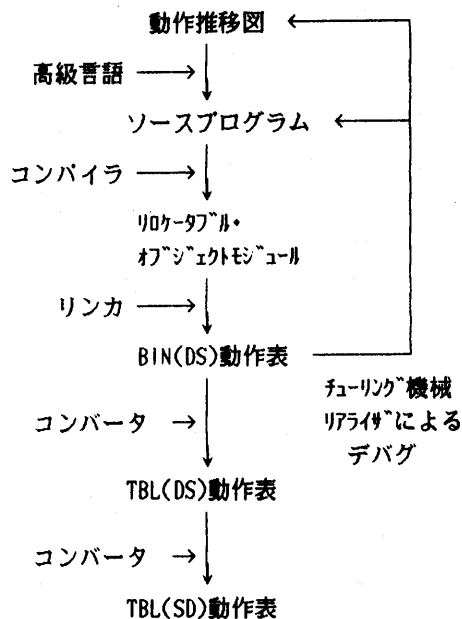 動作推移図
高級言語
ソースプログラム
コンパイラ
ﾘﾛｹｰﾀﾌﾞﾙ・
ｵﾌﾞｼﾞｪｸﾄﾓｼﾞｭｰﾙ
リンカ
BIN(DS)動作表
ﾁｭｰﾘﾝｸﾞ機械
ﾘｱﾗｲｻﾞによる
デバグ
コンバータ
TBL(DS)動作表
コンバータ
TBL(SD)動作表